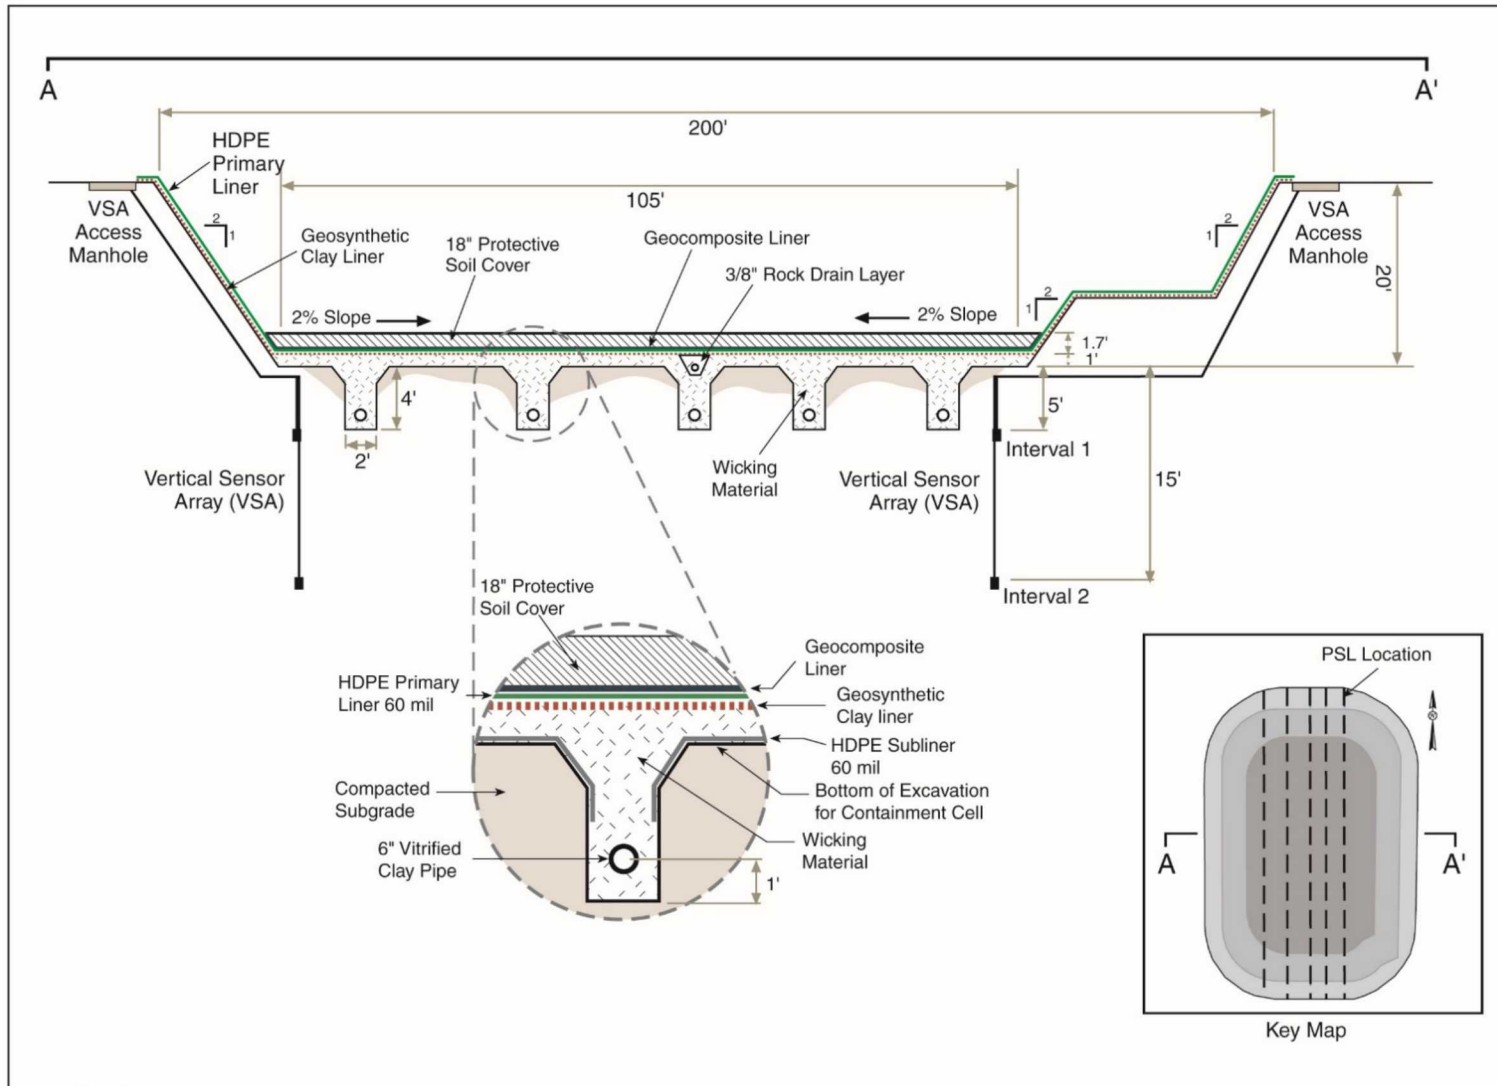 A
A'
200'
HDPE
Primary
Liner
105'
VSA
Access
Manhole
2
1
Geosynthetic
Clay Liner
18" Protective
Soil Cover
Geocomposite Liner
3/8" Rock Drain Layer
2
1
VSA
Access
Manhole
20'
2
1
2% Slope
2% Slope
1.7'
1'
4'
5'
2'
Interval 1
Wicking
Material
Vertical Sensor
Array (VSA)
Vertical Sensor
Array (VSA)
15'
Interval 2
18" Protective
Soil Cover
Geocomposite
Liner
HDPE Primary
Liner 60 mil
Geosynthetic
Clay liner
HDPE Subliner
60 mil
Compacted
Subgrade
Bottom of Excavation
for Containment Cell
6" Vitrified
Clay Pipe
Wicking
Material
1'
PSL Location
A
A'
Key Map